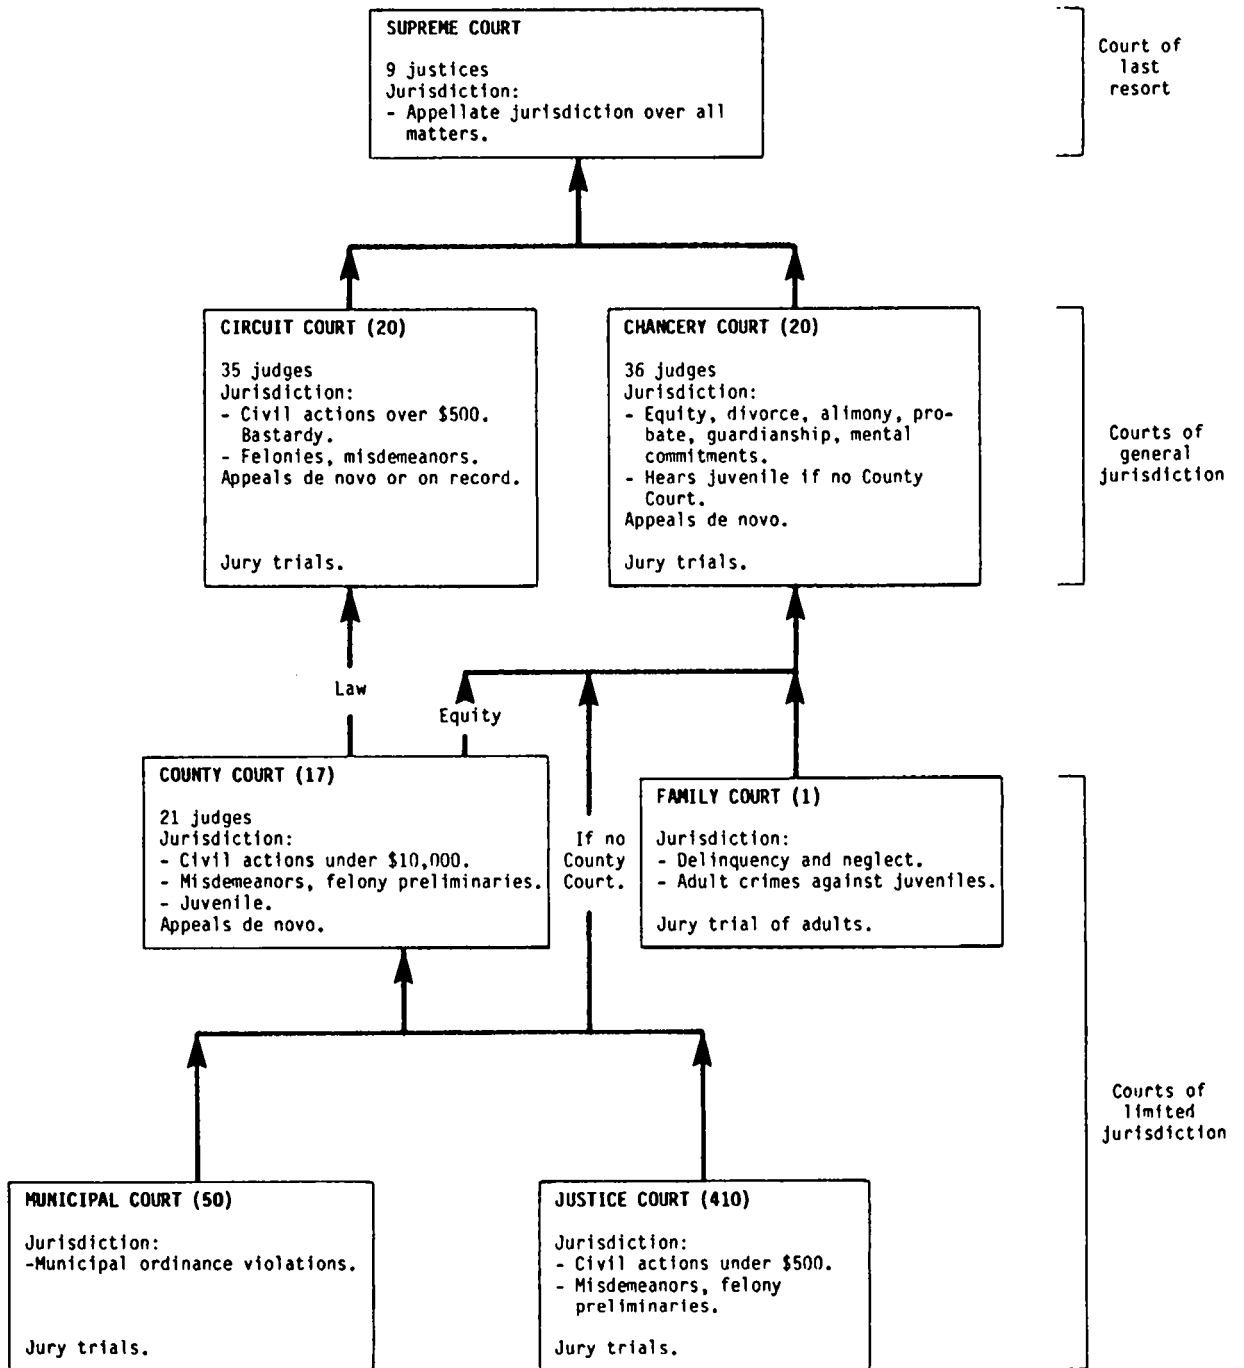 SUPREME COURT
9 justices
Jurisdiction:
- Appellate jurisdiction over all
matters.
Court of
last
resort
CIRCUIT COURT (20)
35 judges
Jurisdiction:
- Civil actions over $500.
Bastardy.
- Felonies, misdemeanors.
Appeals de novo or on record.
Jury trials.
CHANCERY COURT (20)
36 judges
Jurisdiction:
- Equity, divorce, alimony, pro-
bate, guardianship, mental
commitments.
- Hears juvenile if no County
Court.
Appeals de novo.
Jury trials.
Courts of
general
jurisdiction
Law
Equity
COUNTY COURT (17)
21 judges
Jurisdiction:
- Civil actions under $10,000.
- Misdemeanors, felony preliminaries.
- Juvenile.
Appeals de novo.
If no
County
Court.
FAMILY COURT (1)
Jurisdiction:
- Delinquency and neglect.
- Adult crimes against juveniles.
Jury trial of adults.
Courts of
limited
jurisdiction
MUNICIPAL COURT (50)
Jurisdiction:
-Municipal ordinance violations.
Jury trials.
JUSTICE COURT (410)
Jurisdiction:
- Civil actions under $500.
- Misdemeanors, felony
preliminaries.
Jury trials.